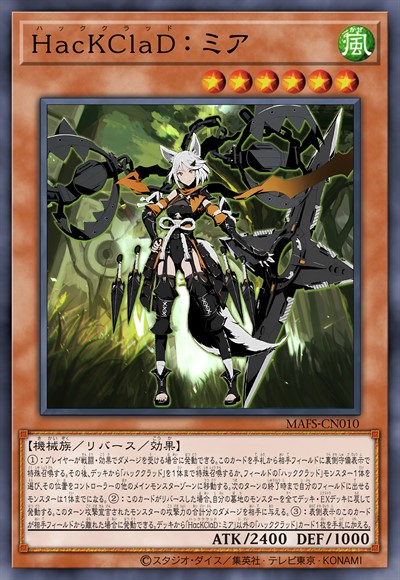 ハッククラッド
HacKClaD：ミア
かぜ
風
MAFS-CN010
【機械族／リバース／効果】
①：プレイヤーが戦闘・効果でダメージを受ける場合に発動できる。このカードを手札から相手フィールドに裏側守備表示で
特殊召喚する。その後、デッキから「ハッククラッド」を1体まで特殊召喚するか、フィールドの「ハッククラッド」モンスター1体を
選び、その位置をコントローラーの他のメインモンスターゾーンに移動する。次のターンの終了時まで自分のフィールドに出せる
モンスターは1体までになる。②：このカードがリバースした場合、自分の墓地のモンスターを全てデッキ・EXデッキに戻して
発動する。このターンに攻撃宣言されたモンスターの攻撃力の合計分のダメージを相手に与える。③：表側表示のこのカード
が相手フィールドから離れた場合に発動できる。デッキから「HacKClaD：ミア」以外の「ハッククラッド」カード1枚を手札に加える。
ATK/2400 DEF/1000
©スタジオ・ダイス／集英社・テレビ東京・KONAMI